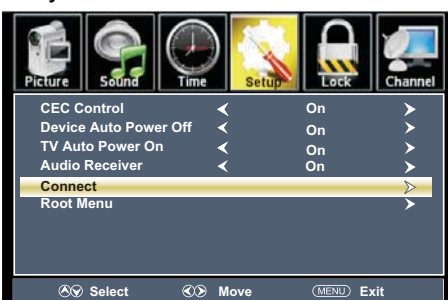 Picture Sound Time Setup Lock Channel
CEC Control On
Device Auto Power Off On
TV Auto Power On On
Audio Receiver On
Connect
Root Menu
Select Move MENU Exit